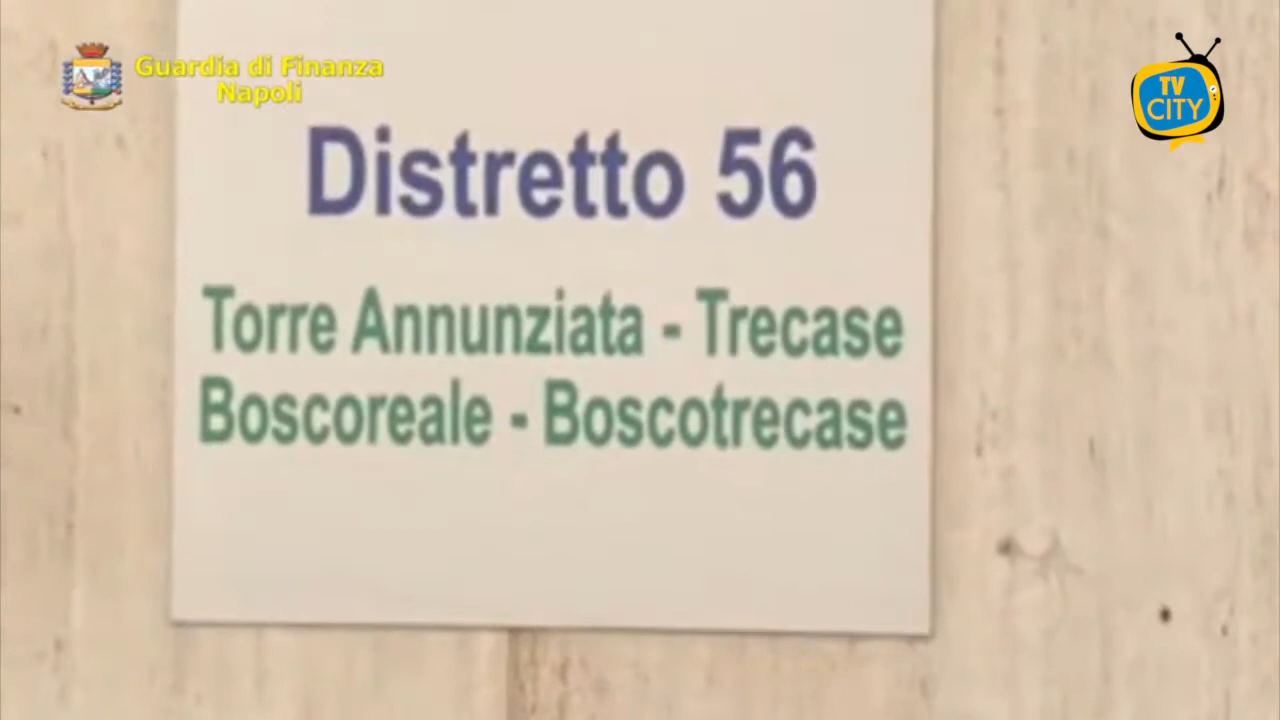 Guardia di Finanza
Napoli
TV
CITY
Distretto 56
Torre Annunziata - Trecase
Boscoreale - Boscotrecase